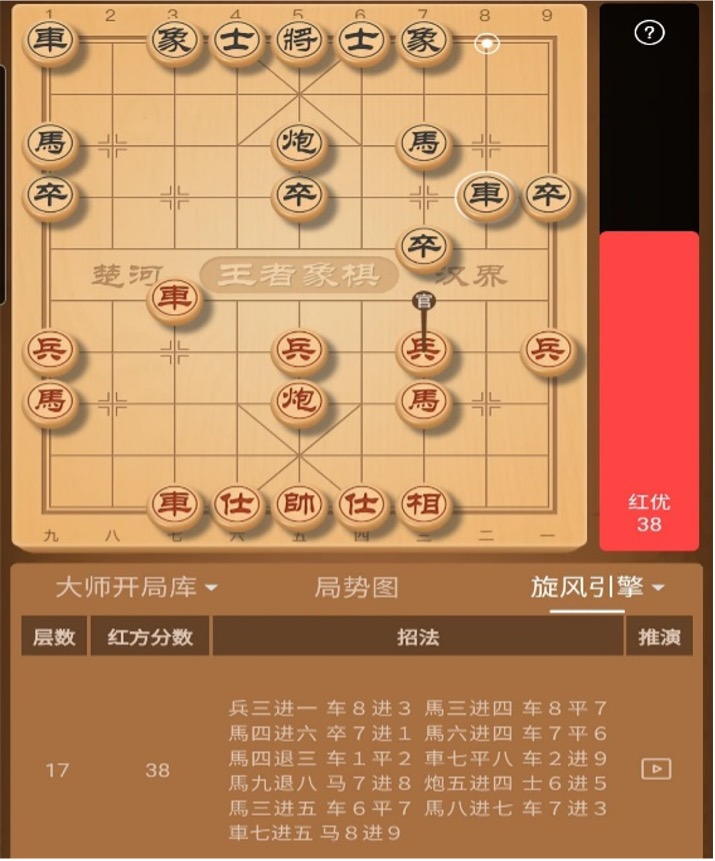 1 2 3 4 5 6 7 8 9
車 象 士 將 士 象
馬 炮 馬
卒 卒 車 卒
卒
楚河 王者象棋 汉界
車 官
兵 兵 兵 兵
馬 炮 馬
車 仕 帥 仕 相
九 八 七 六 五 四 三 二 一
?
红优
38
大师开局库 局势图 旋风引擎
层数 红方分数 招法 推演
兵三进一 车8进3 馬三进四 车8平7
馬四进六 卒7进1 馬六进四 车7平6
17 38 馬四退三 车1平2 車七平八 车2进9
馬九退八 马7进8 炮五进四 士6进5
馬三进五 车6平7 馬八进七 车7进3
車七进五 马8进9